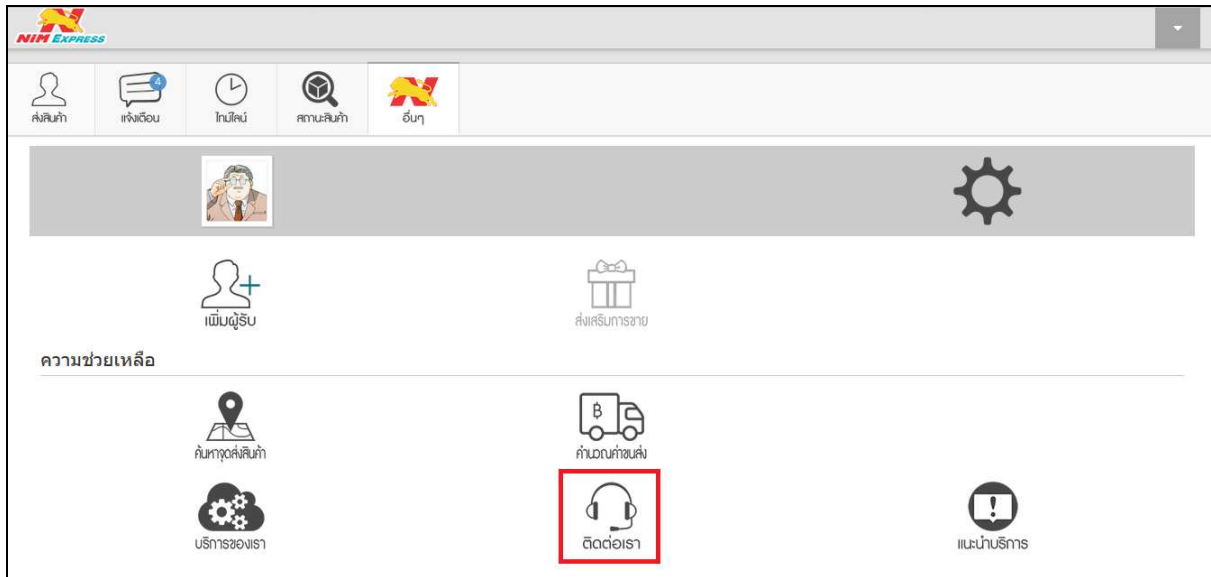 NIM EXPRESS
4
ส่งสินค้า
แจ้งเตือน
ไทม์ไลน์
สถานะสินค้า
อื่นๆ
เพิ่มผู้รับ
ส่งเสริมการขาย
ความช่วยเหลือ
฿
ค้นหาจุดส่งสินค้า
คำนวณค่าขนส่ง
บริการของเรา
ติดต่อเรา
แนะนำบริการ